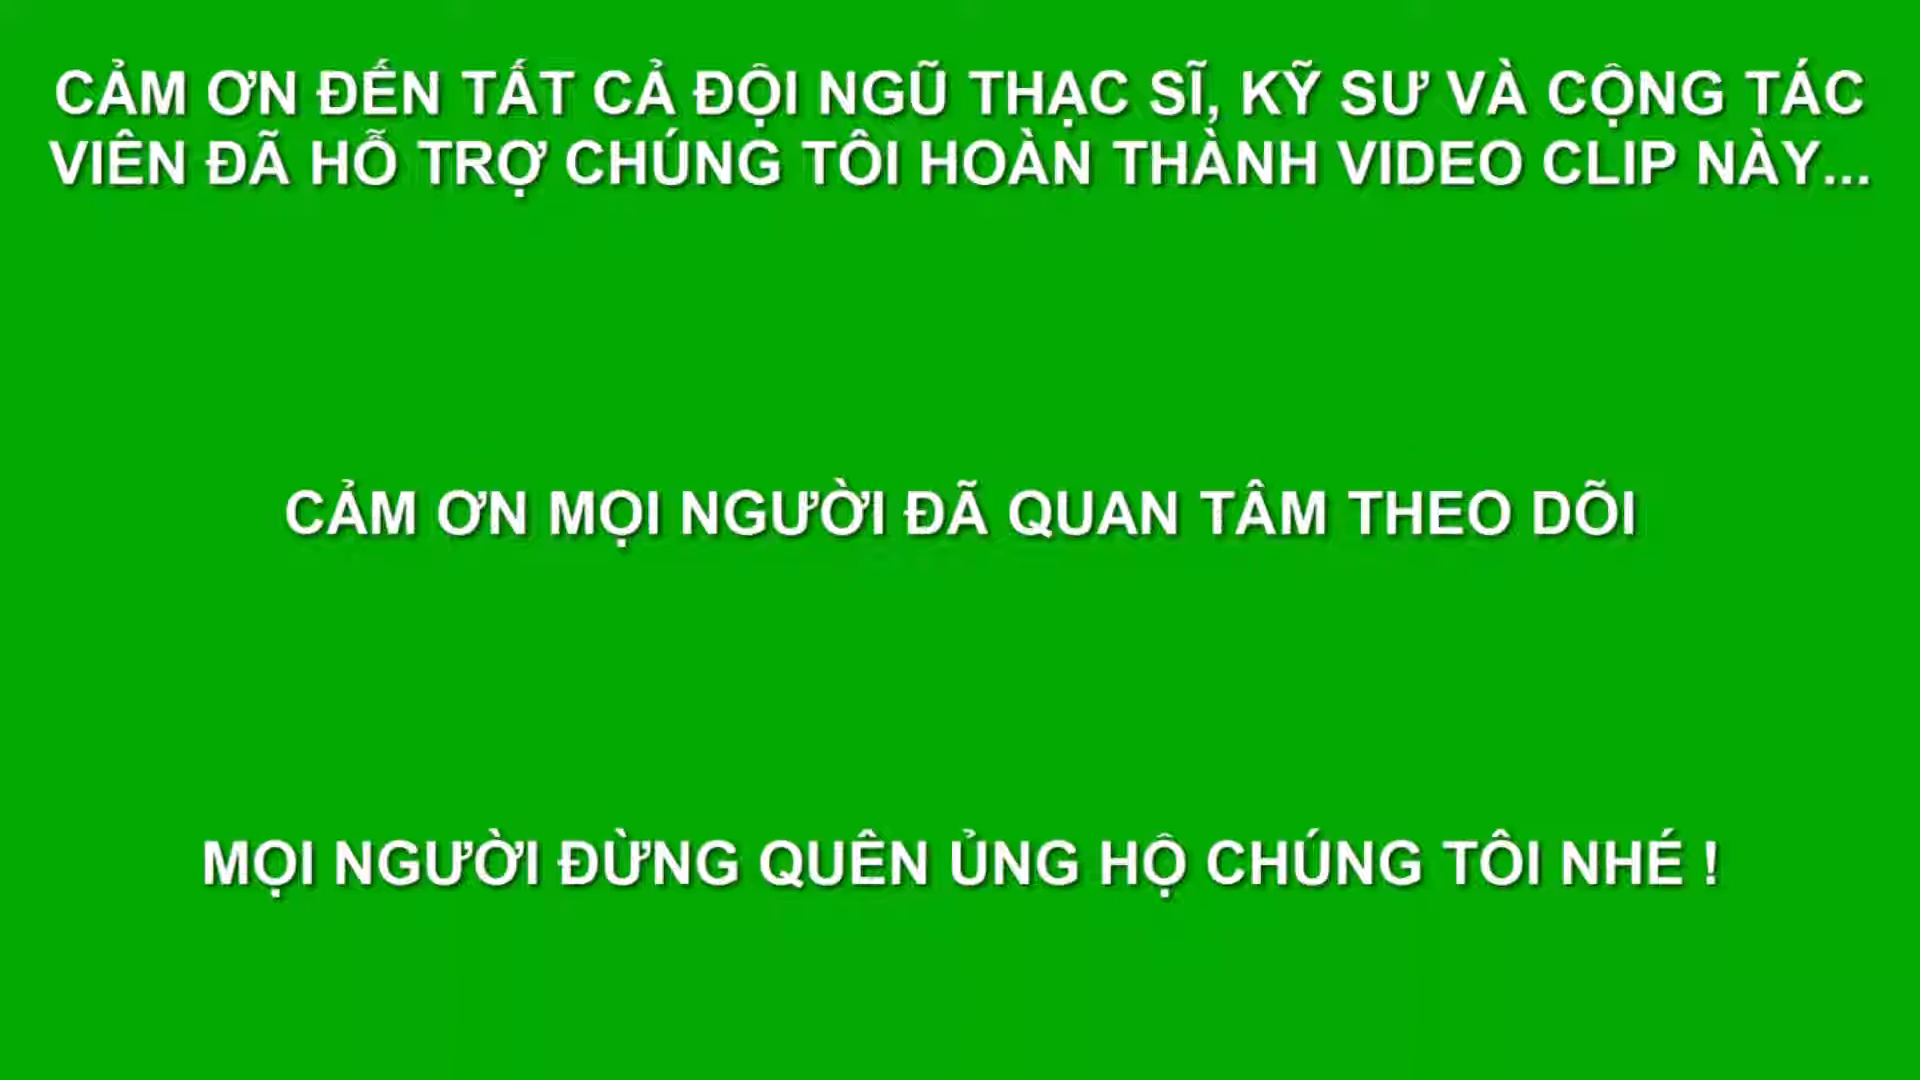 CẢM ƠN ĐẾN TẤT CẢ ĐỘI NGŨ THẠC SĨ, KỸ SƯ VÀ CỘNG TÁC
VIÊN ĐÃ HỖ TRỢ CHÚNG TÔI HOÀN THÀNH VIDEO CLIP NÀY...
CẢM ƠN MỌI NGƯỜI ĐÃ QUAN TÂM THEO DÕI
MỌI NGƯỜI ĐỪNG QUÊN ỦNG HỘ CHÚNG TÔI NHÉ !